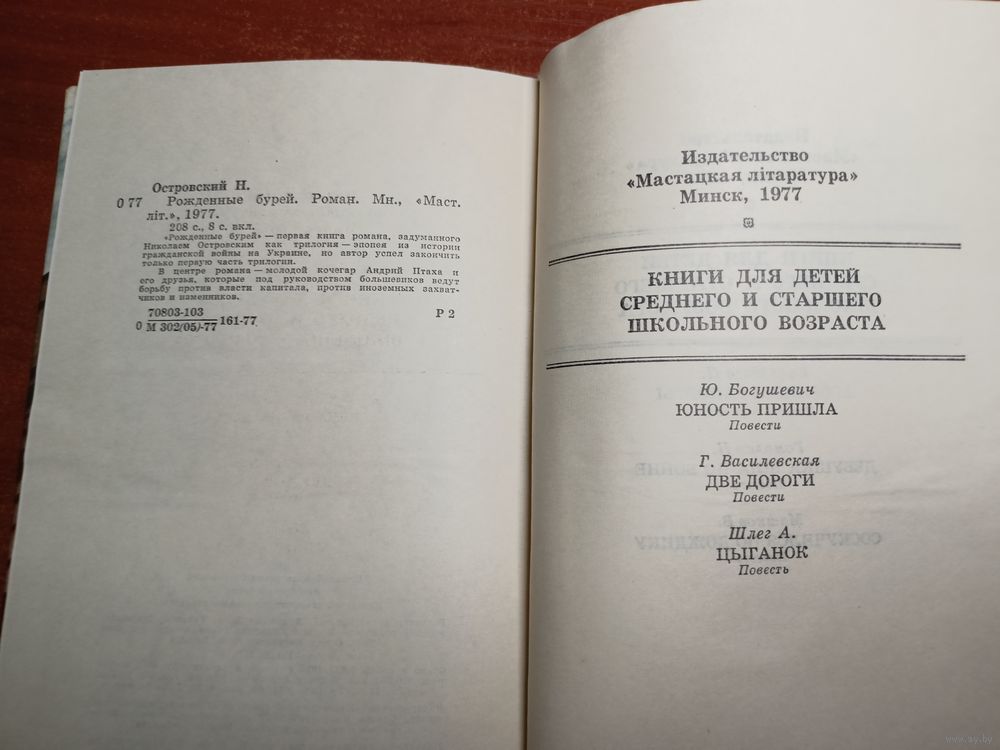 Островский Н.
О 77 Рожденные бурей. Роман. Мн., «Маст.
літ.», 1977.
208 с., 8 с. вкл.
«Рожденные бурей» — первая книга романа, задуманного
Николаем Островским как трилогия — эпопея из истории
гражданской войны на Украине, но автор успел закончить
только первую часть трилогии.
В центре романа — молодой кочегар Андрий Птаха и
его друзья, которые под руководством большевиков ведут
борьбу против власти капитала, против иноземных захват-
чиков и изменников.
70803-103
О М 302(05)-77 161-77 Р 2
Издательство
«Мастацкая літаратура»
Минск, 1977
КНИГИ ДЛЯ ДЕТЕЙ
СРЕДНЕГО И СТАРШЕГО
ШКОЛЬНОГО ВОЗРАСТА
Ю. Богушевич
ЮНОСТЬ ПРИШЛА
Повести
Г. Василевская
ДВЕ ДОРОГИ
Повести
Шлег А.
ЦЫГАНОК
Повесть
www.ay.by